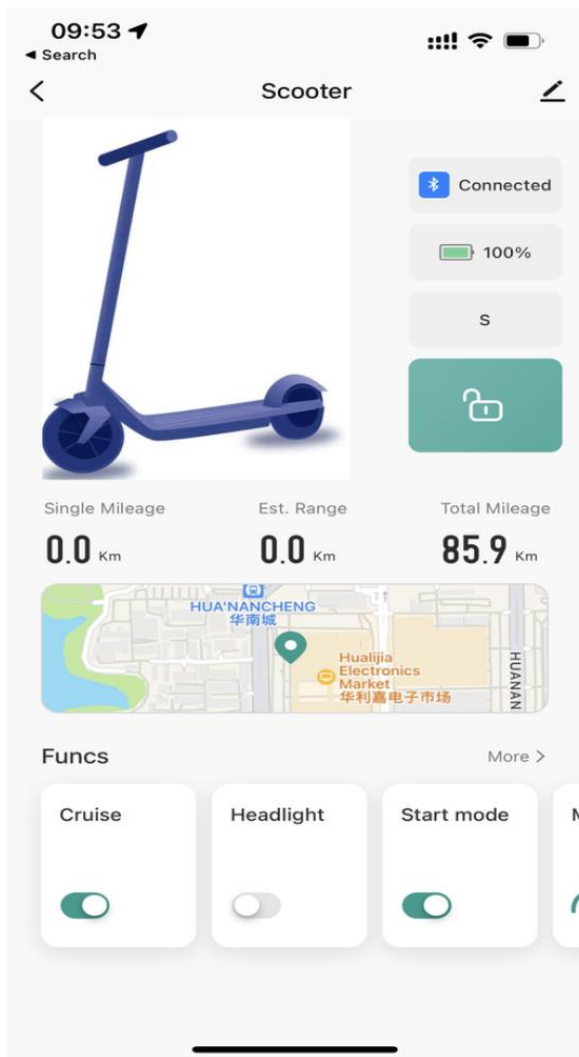 09:53
◀ Search
Scooter
Connected
100%
S
Single Mileage
Est. Range
Total Mileage
0.0 Km
0.0 Km
85.9 Km
HUA'NANCHENG
华南城
Hualijia
Electronics
Market
华利嘉电子市场
HUANAN
Funcs
More >
Cruise
Headlight
Start mode